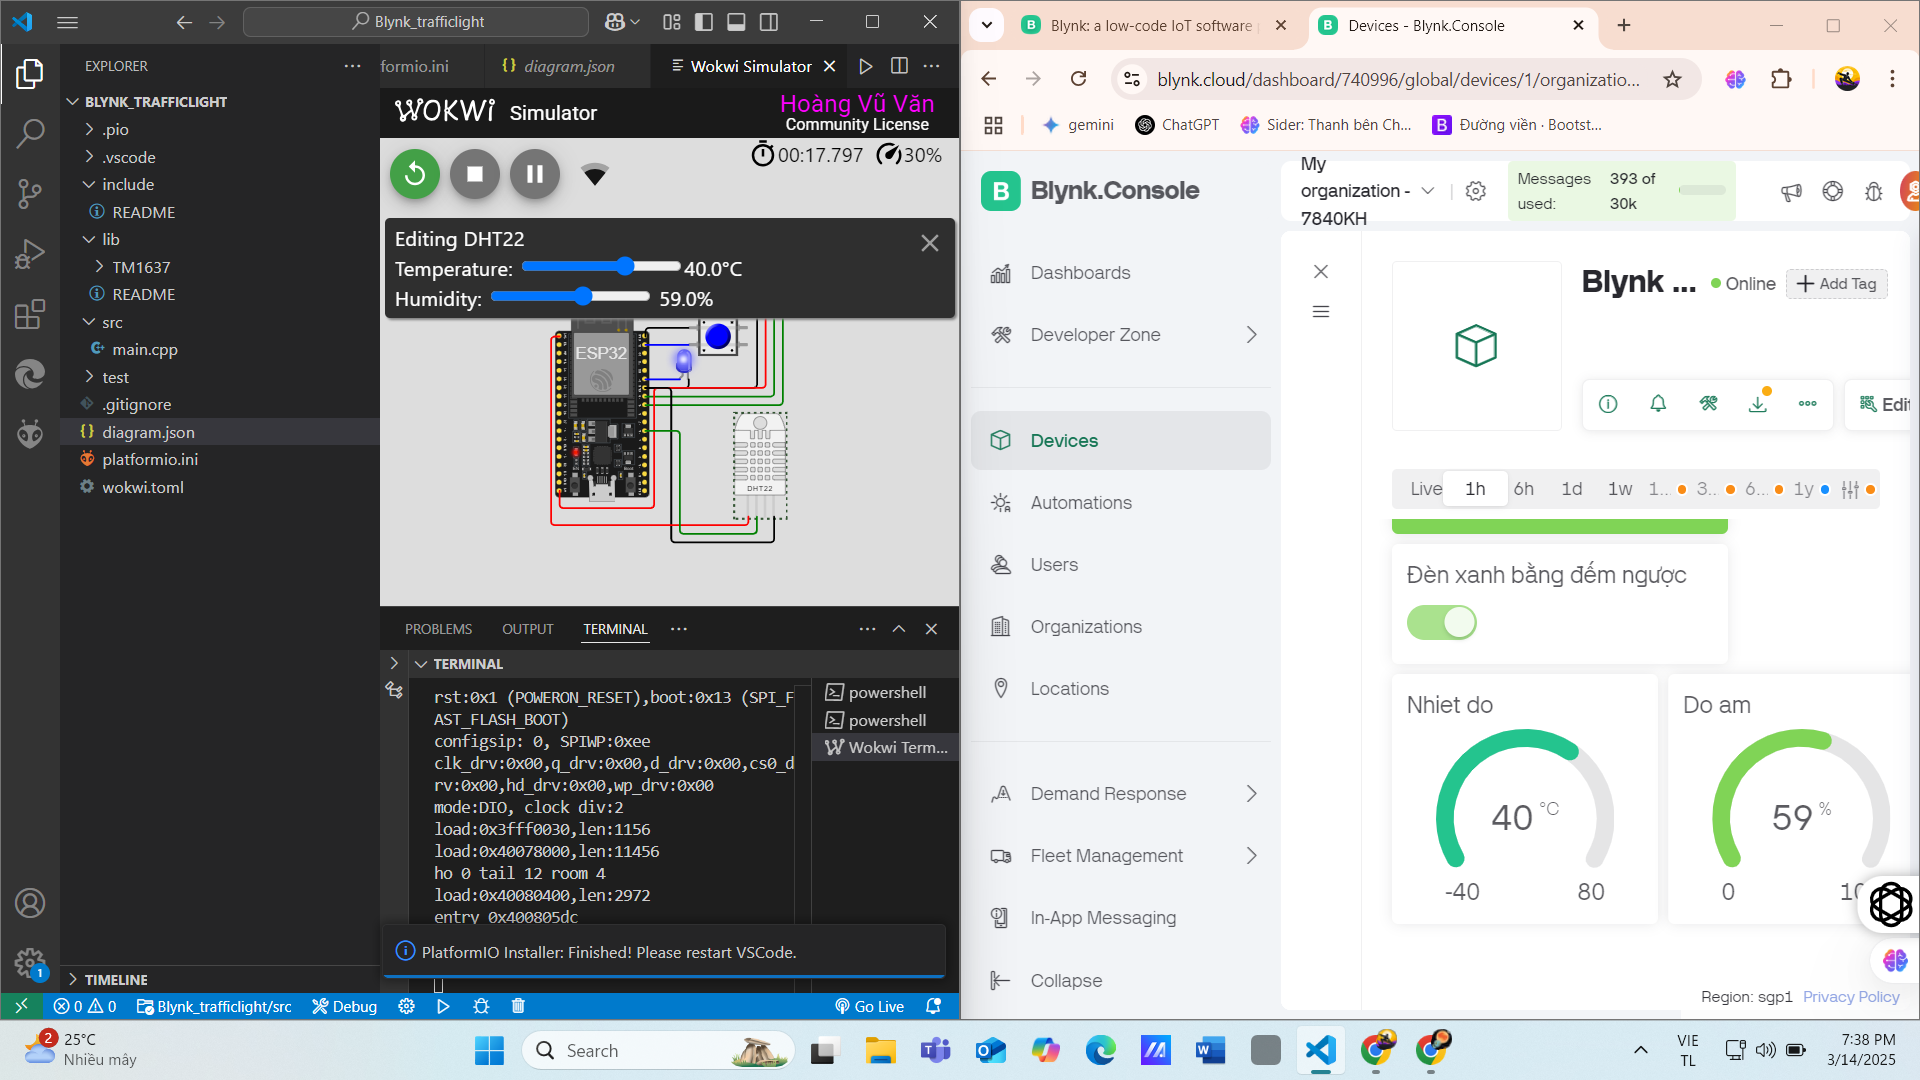 Blynk_trafficlight
EXPLORER
BLYNK_TRAFFICLIGHT
.pio
.vscode
include
README
lib
TM1637
README
src
main.cpp
test
.gitignore
diagram.json
platformio.ini
wokwi.toml
TIMELINE
formio.ini
diagram.json
Wokwi Simulator
WOKWi Simulator
Hoàng Vũ Văn
Community License
00:17.797
30%
Editing DHT22
Temperature: 40.0°C
Humidity: 59.0%
ESP32
DHT22
PROBLEMS
OUTPUT
TERMINAL
TERMINAL
rst:0x1 (POWERON_RESET),boot:0x13 (SPI_F
AST_FLASH_BOOT)
configsip: 0, SPIWP:0xee
clk_drv:0x00,q_drv:0x00,d_drv:0x00,cs0_d
rv:0x00,hd_drv:0x00,wp_drv:0x00
mode:DIO, clock div:2
load:0x3fff0030,len:1156
load:0x40078000,len:11456
ho 0 tail 12 room 4
load:0x40080400,len:2972
entry 0x400805dc
powershell
powershell
Wokwi Term...
PlatformIO Installer: Finished! Please restart VSCode.
1
0
0
Blynk_trafficlight/src
Debug
Go Live
Blynk: a low-code IoT software
Devices - Blynk.Console
blynk.cloud/dashboard/740996/global/devices/1/organizatio...
gemini
ChatGPT
Sider: Thanh bên Ch...
B
Đường viền · Bootst...
B
Blynk.Console
Dashboards
Developer Zone
Devices
Automations
Users
Organizations
Locations
Demand Response
Fleet Management
In-App Messaging
Collapse
My
organization -
7840KH
Messages
used:
393 of
30k
Blynk ...
Online
Add Tag
Edit
Live
1h
6h
1d
1w
1...
3...
6...
1y
Đèn xanh bằng đếm ngược
Nhiet do
40 °C
-40
80
Do am
59 %
0
10
Region: sgp1
Privacy Policy
2
25°C
Nhiều mây
Search
VIE
TL
7:38 PM
3/14/2025